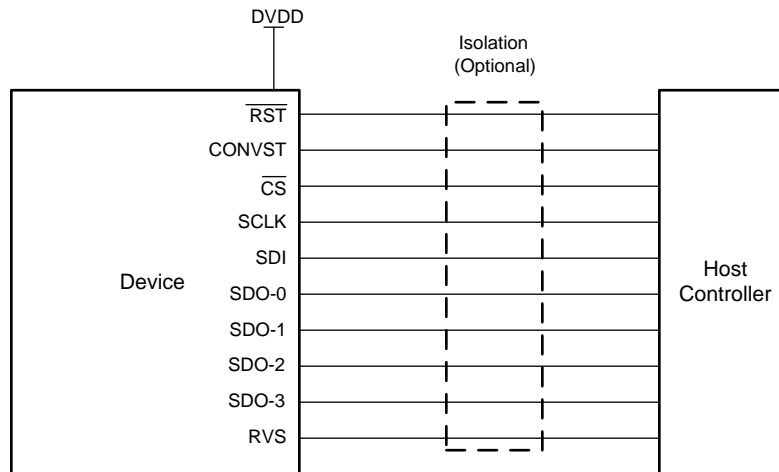 DVDD
Isolation
(Optional)
RST
CONVST
CS
SCLK
SDI
SDO-0
SDO-1
SDO-2
SDO-3
RVS
Device
Host
Controller